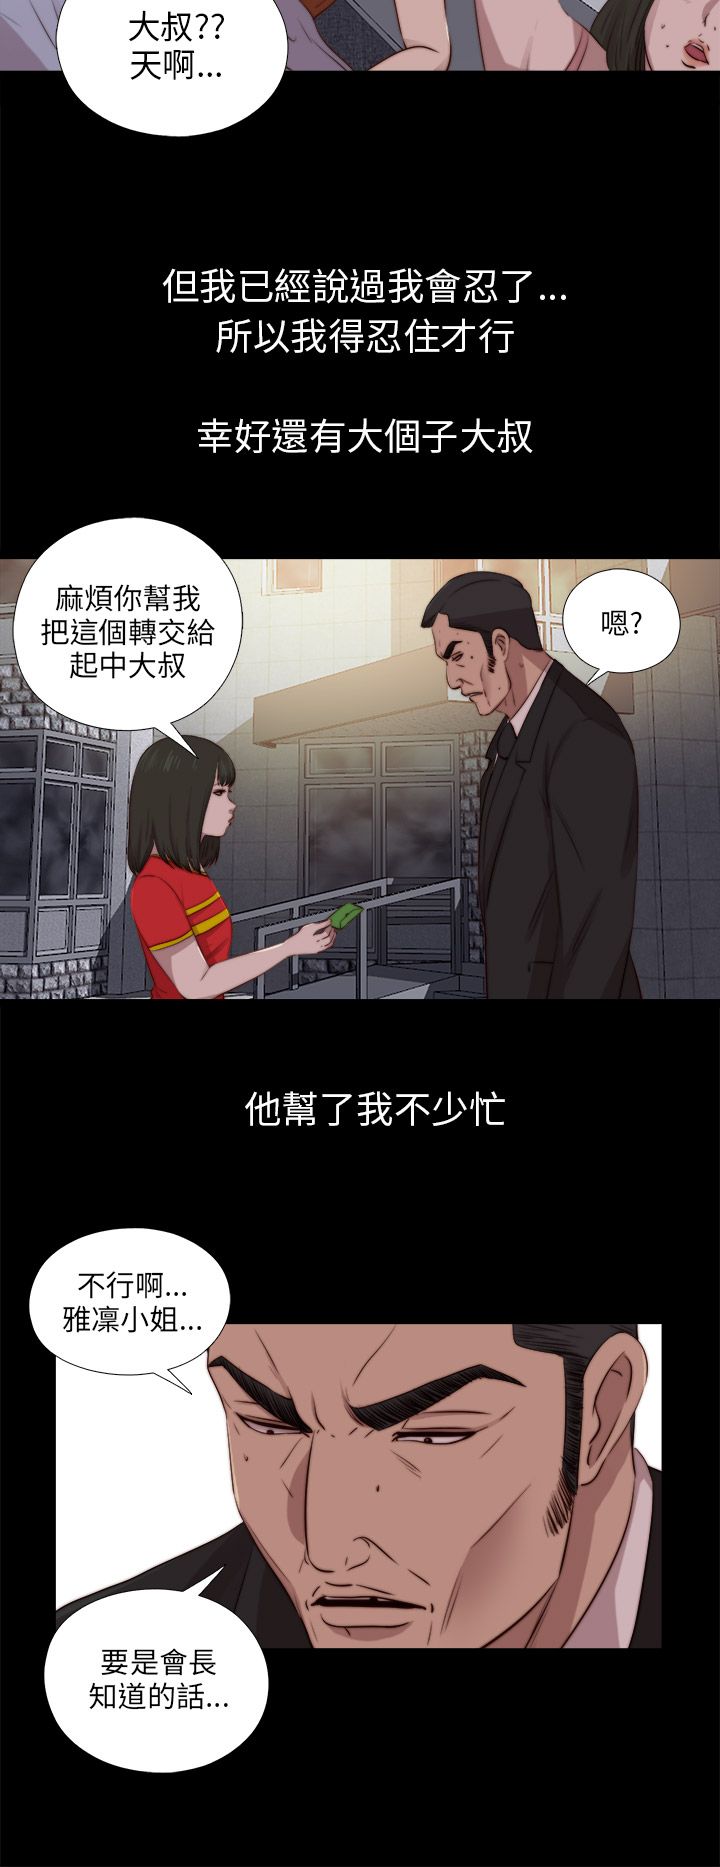 大叔??
天啊...
但我已經說過我會忍了...
所以我得忍住才行
幸好還有大個子大叔
麻煩你幫我
把這個轉交給
起中大叔
嗯?
他幫了我不少忙
不行啊...
雅凜小姐...
要是會長
知道的話...